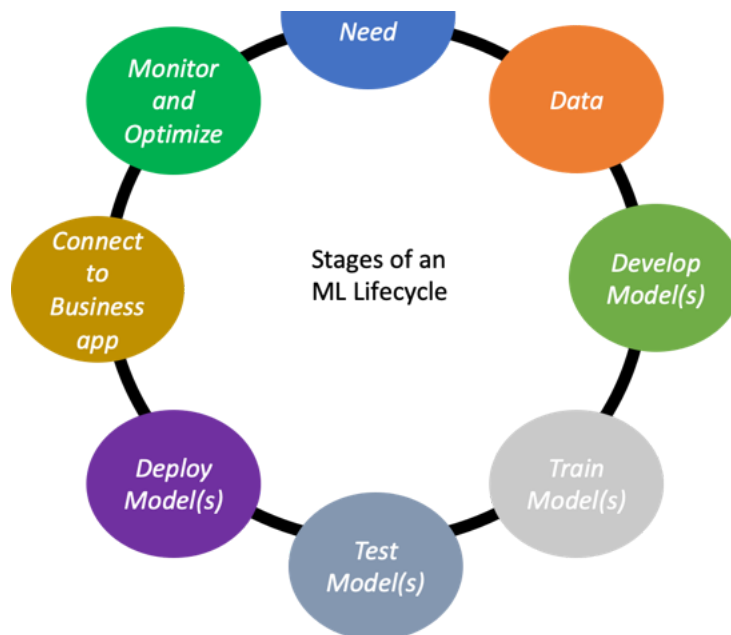 Need
Data
Develop
Model(s)
Train
Model(s)
Test
Model(s)
Deploy
Model(s)
Connect
to
Business
app
Monitor
and
Optimize
Stages of an
ML Lifecycle